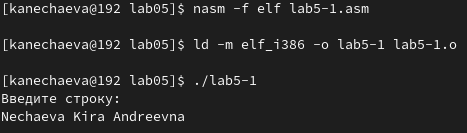 [kanechaeva@192 lab05]$ nasm -f elf lab5-1.asm
[kanechaeva@192 lab05]$ ld -m elf_i386 -o lab5-1 lab5-1.o
[kanechaeva@192 lab05]$ ./lab5-1
Введите строку:
Nechaeva Kira Andreevna